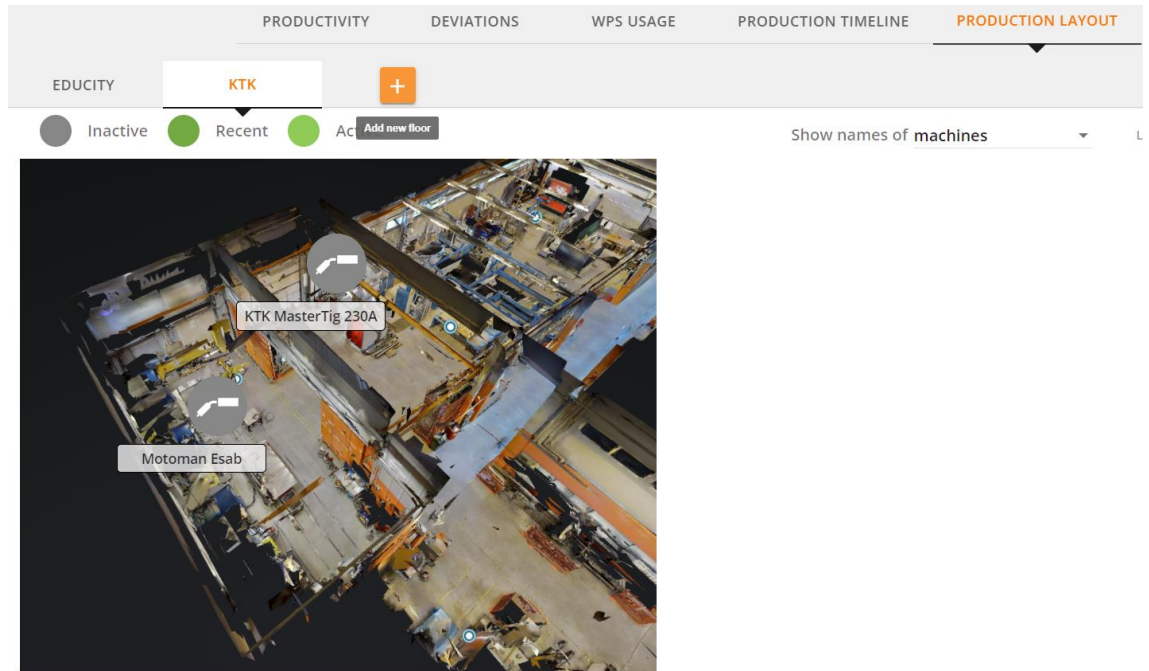 PRODUCTIVITY DEVIATIONS WPS USAGE PRODUCTION TIMELINE PRODUCTION LAYOUT
EDUCITY KTK +
Add new floor
Inactive Recent Show names of machines
KTK MasterTig 230A
Motoman Esab